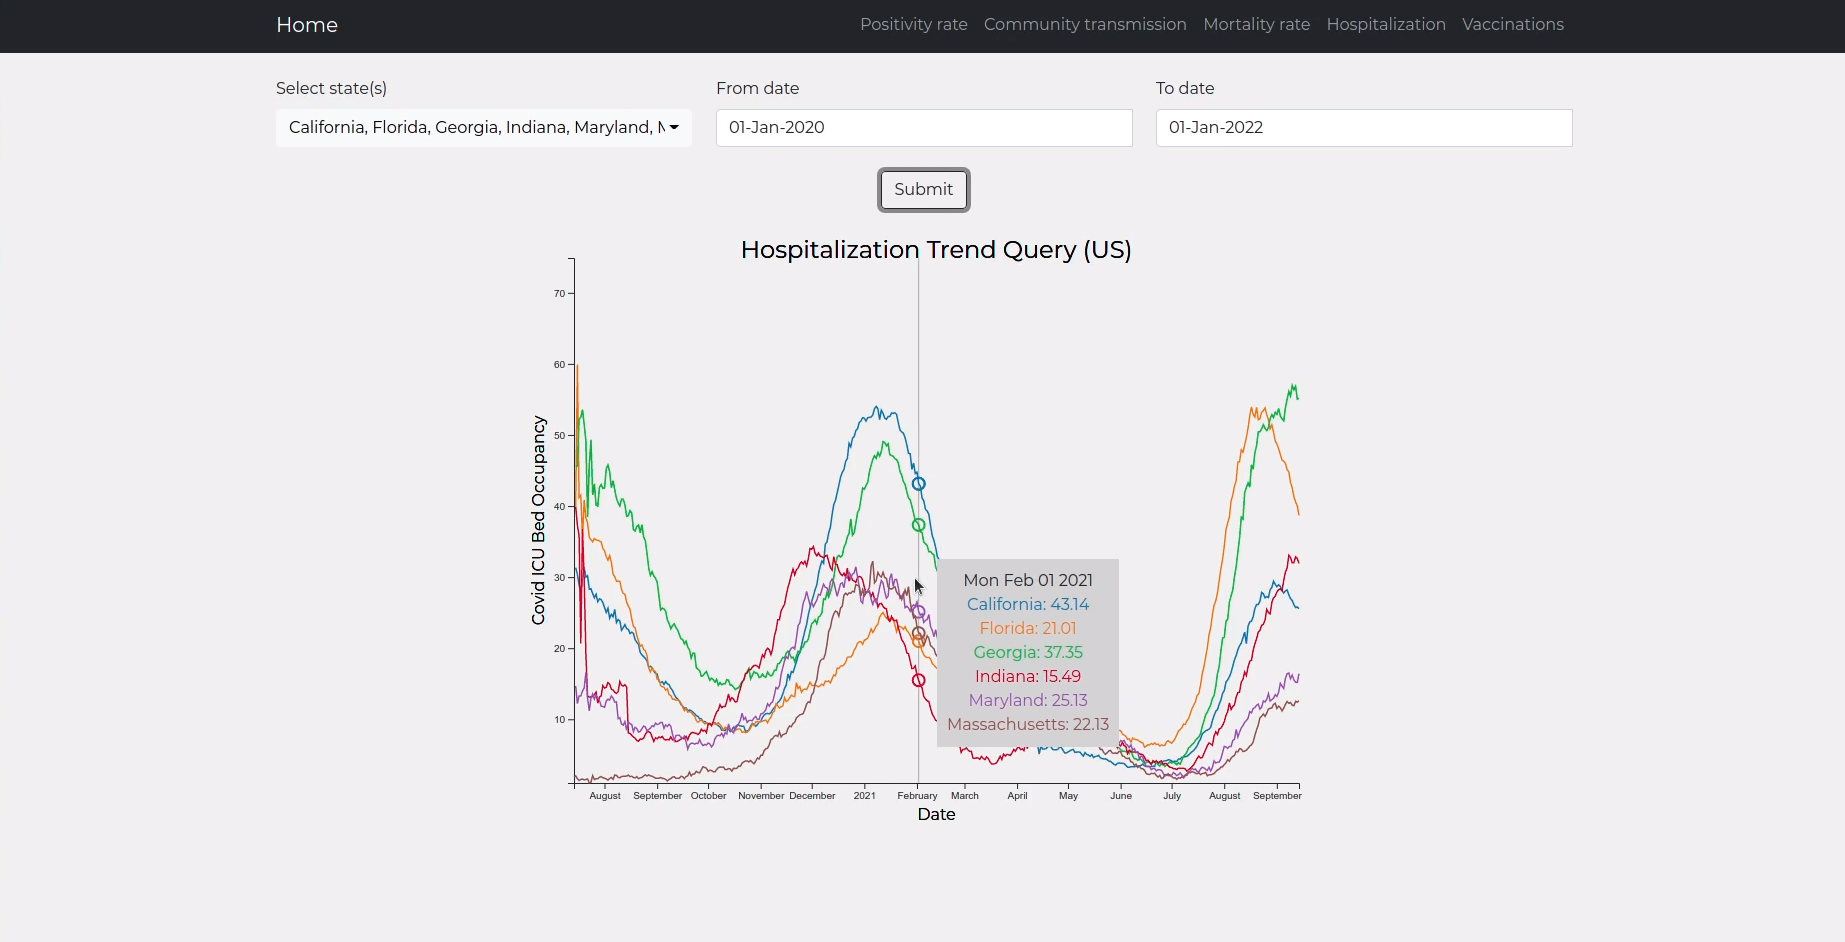 Home
Positivity rate Community transmission Mortality rate Hospitalization Vaccinations
Select state(s)
From date
To date
California, Florida, Georgia, Indiana, Maryland, M
01-Jan-2020
01-Jan-2022
Submit
Hospitalization Trend Query (US)
70
60
50
40
30
20
10
Covid ICU Bed Occupancy
Mon Feb 01 2021
California: 43.14
Florida: 21.01
Georgia: 37.35
Indiana: 15.49
Maryland: 25.13
Massachusetts: 22.13
August September October November December 2021 February March April May June July August September
Date